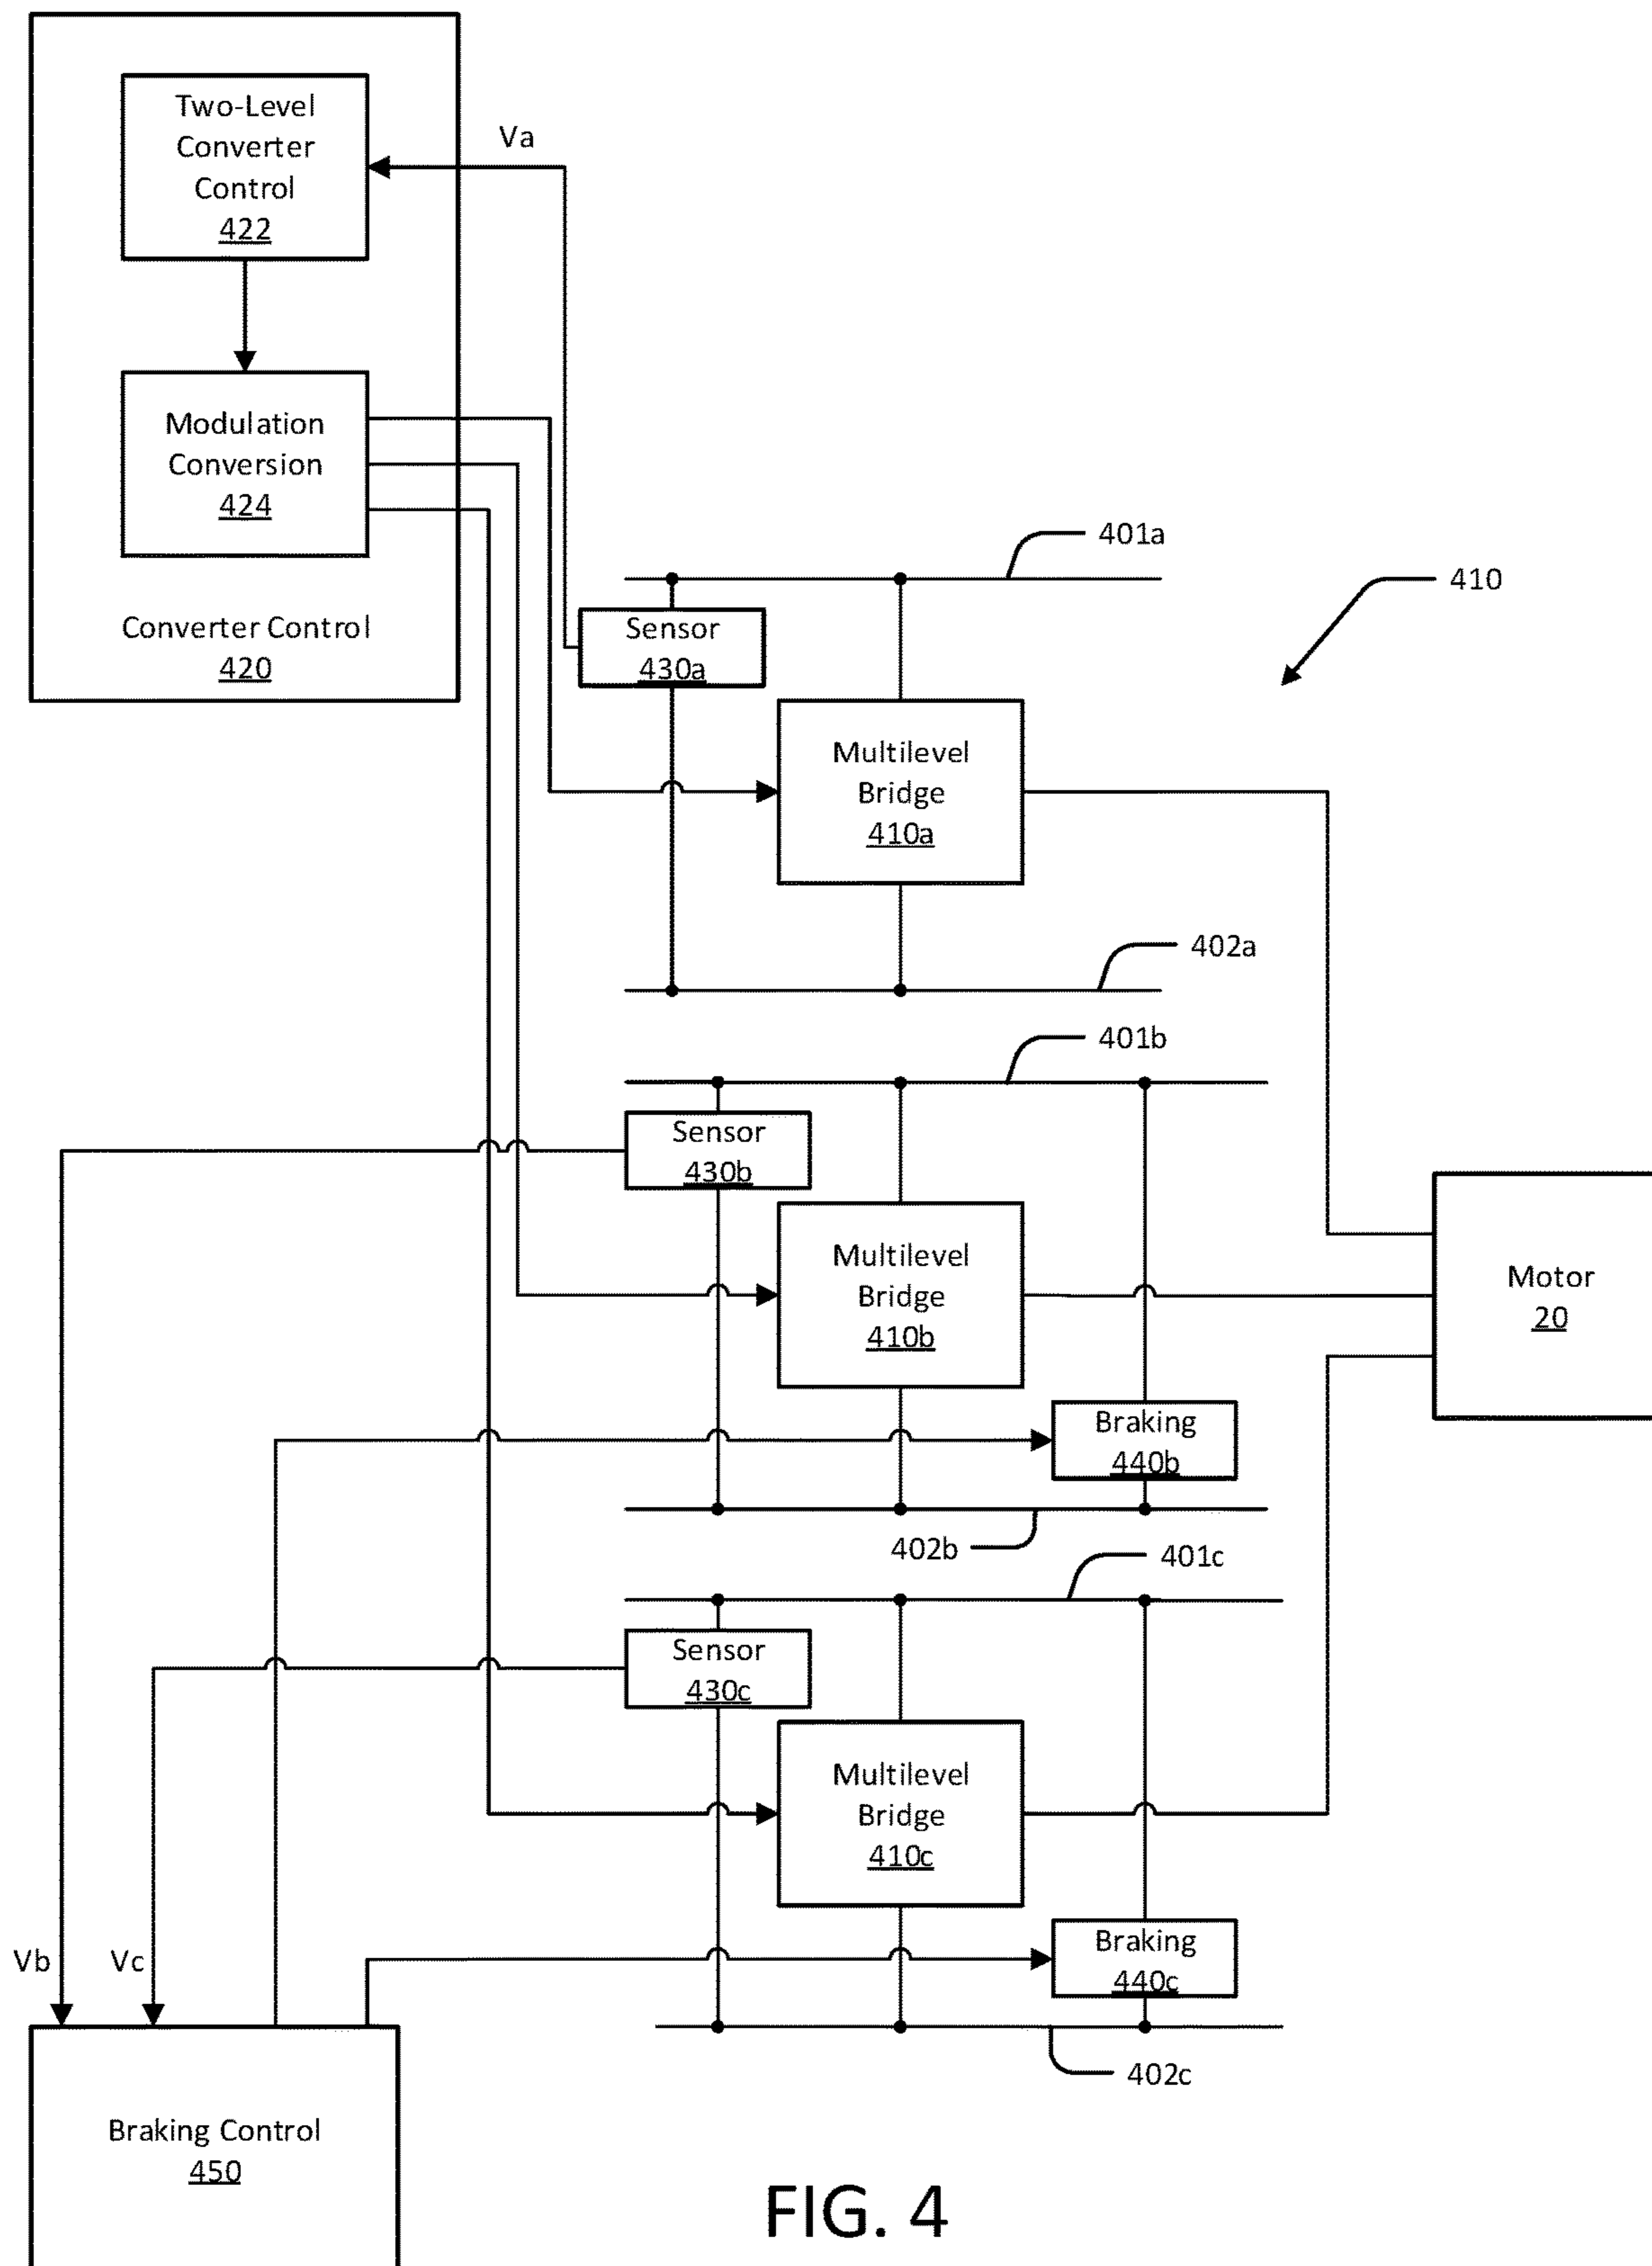 Two-Level
Converter
Control
422
Va
Modulation
Conversion
424
Converter Control
420
401a
410
Sensor
430a
Multilevel
Bridge
410a
402a
401b
Sensor
430b
Multilevel
Bridge
410b
Motor
20
Braking
440b
402b
401c
Sensor
430c
Multilevel
Bridge
410c
Braking
440c
Vb
Vc
402c
Braking Control
450
FIG. 4